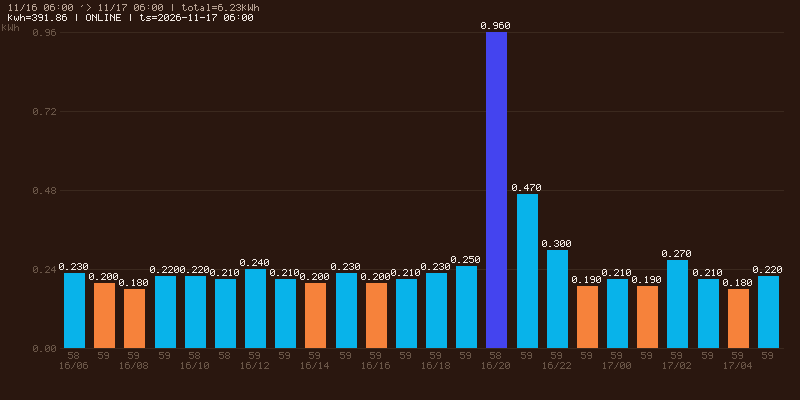 11/16 06:00 -> 11/17 06:00 | total=6.23kWh
Kwh=391.86 | ONLINE | ts=2026-11-17 06:00
kWh
0.96
0.72
0.48
0.24
0.00
0.230 0.200 0.180 0.220 0.220 0.210 0.240 0.210 0.200 0.230 0.200 0.210 0.230 0.250 0.960 0.470 0.300 0.190 0.210 0.190 0.270 0.210 0.180 0.220
58 59 59 59 58 58 59 59 59 59 59 59 59 59 58 59 59 59 59 59 59 59 59 59
16/06 16/08 16/10 16/12 16/14 16/16 16/18 16/20 16/22 17/00 17/02 17/04